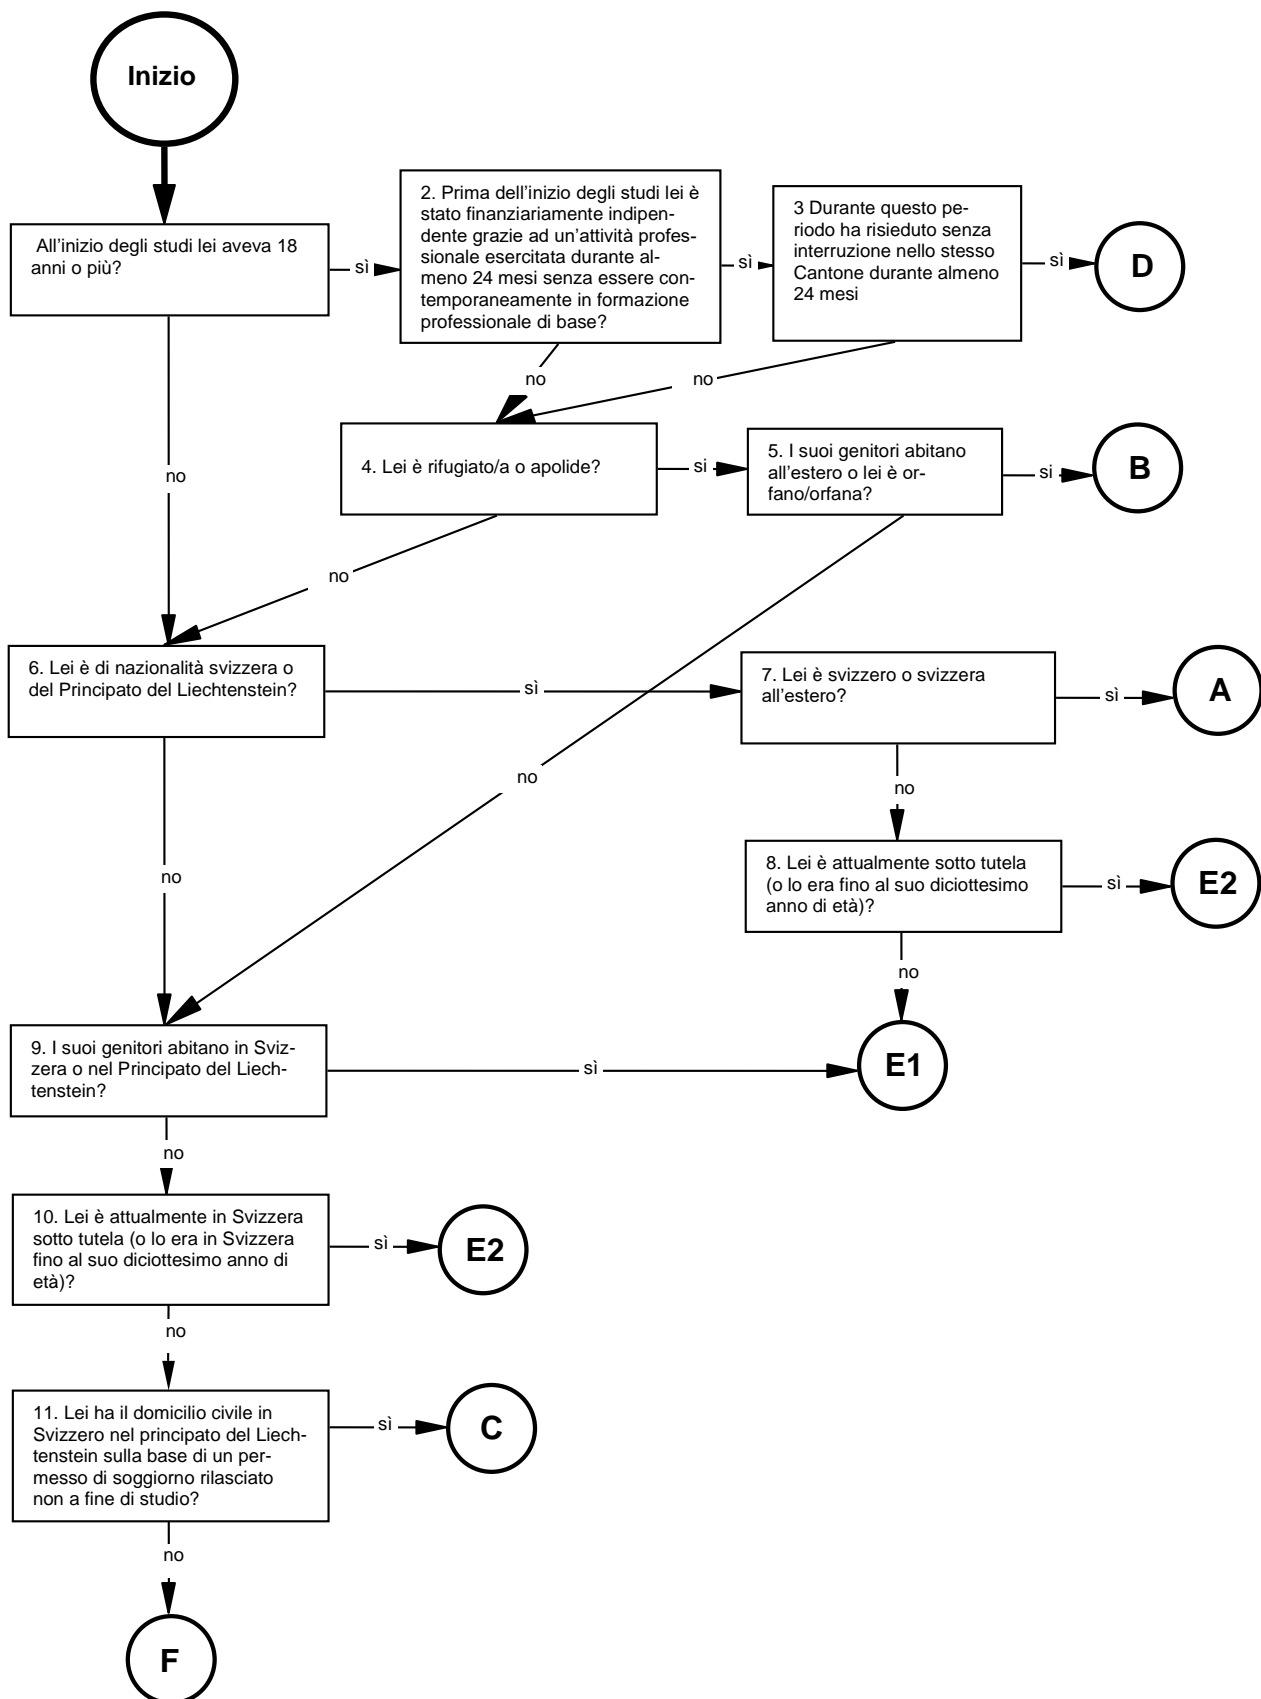 Inizio
All'inizio degli studi lei aveva 18
anni o più?
sì
2. Prima dell'inizio degli studi lei è
stato finanziariamente indipen-
dente grazie ad un'attività profes-
sionale esercitata durante al-
meno 24 mesi senza essere con-
temporaneamente in formazione
professionale di base?
sì
3 Durante questo pe-
riodo ha risieduto senza
interruzione nello stesso
Cantone durante almeno
24 mesi
sì
D
no
no
no
4. Lei è rifugiato/a o apolide?
si
5. I suoi genitori abitano
all'estero o lei è or-
fano/orfana?
si
B
no
6. Lei è di nazionalità svizzera o
del Principato del Liechtenstein?
sì
7. Lei è svizzero o svizzera
all'estero?
sì
A
no
no
no
8. Lei è attualmente sotto tutela
(o lo era fino al suo diciottesimo
anno di età)?
sì
E2
no
9. I suoi genitori abitano in Sviz-
zera o nel Principato del Liech-
tenstein?
sì
E1
no
10. Lei è attualmente in Svizzera
sotto tutela (o lo era in Svizzera
fino al suo diciottesimo anno di
età)?
sì
E2
no
11. Lei ha il domicilio civile in
Svizzero nel principato del Liech-
tenstein sulla base di un per-
messo di soggiorno rilasciato
non a fine di studio?
sì
C
no
F